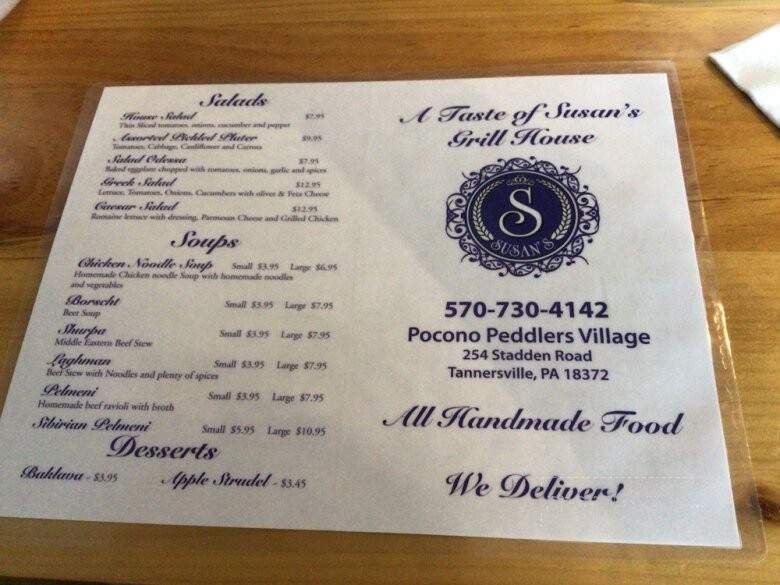 Salads
House Salad $7.95
Thin Sliced tomatoes, onions, cucumber and pepper
Assorted Pickled Plater $9.95
Tomatoes, Cabbage, Cauliflower and Carrots
Salad Odessa $7.95
Baked eggplant chopped with tomatoes, onions, garlic and spices
Greek Salad $12.95
Lettuce, Tomatoes, Onions, Cucumbers with olives & Feta Cheese
Caesar Salad $12.95
Romaine lettuce with dressing, Parmesan Cheese and Grilled Chicken
Soups
Chicken Noodle Soup Small $3.95 Large $6.95
Homemade Chicken noodle Soup with homemade noodles
and vegetables
Borscht Small $3.95 Large $7.95
Beet Soup
Shurpa Small $3.95 Large $7.95
Middle Eastern Beef Stew
Laghman Small $3.95 Large $7.95
Beef Stew with Noodles and plenty of spices
Pelmeni Small $3.95 Large $7.95
Homemade beef ravioli with broth
Sibirian Pelmeni Small $5.95 Large $10.95
Desserts
Baklava - $3.95 Apple Strudel - $3.45
A Taste of Susan's
Grill House
S
SUSAN'S
570-730-4142
Pocono Peddlers Village
254 Stadden Road
Tannersville, PA 18372
All Handmade Food
We Deliver!